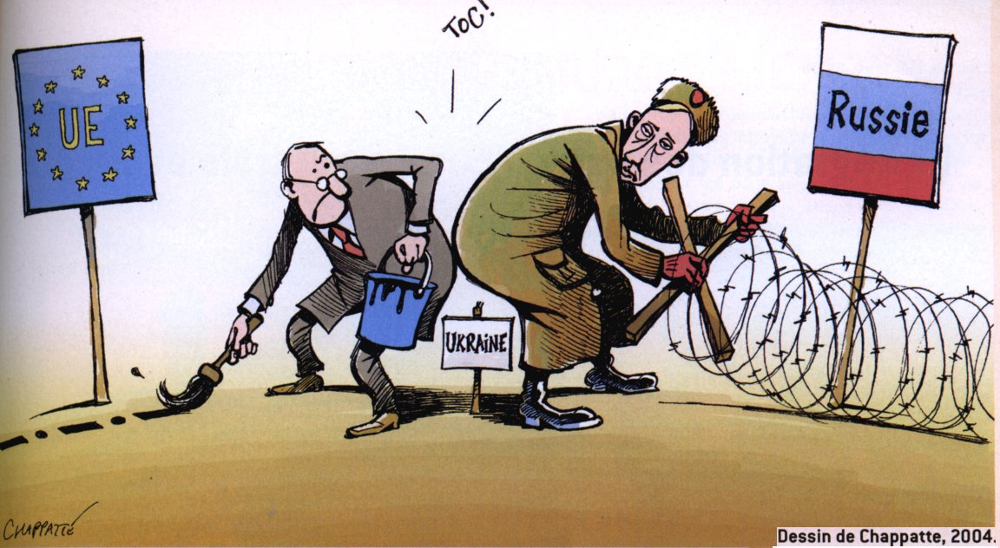 TOC!
UE
Russie
UKRAINE
CHAPPATTE
Dessin de Chappatte, 2004.